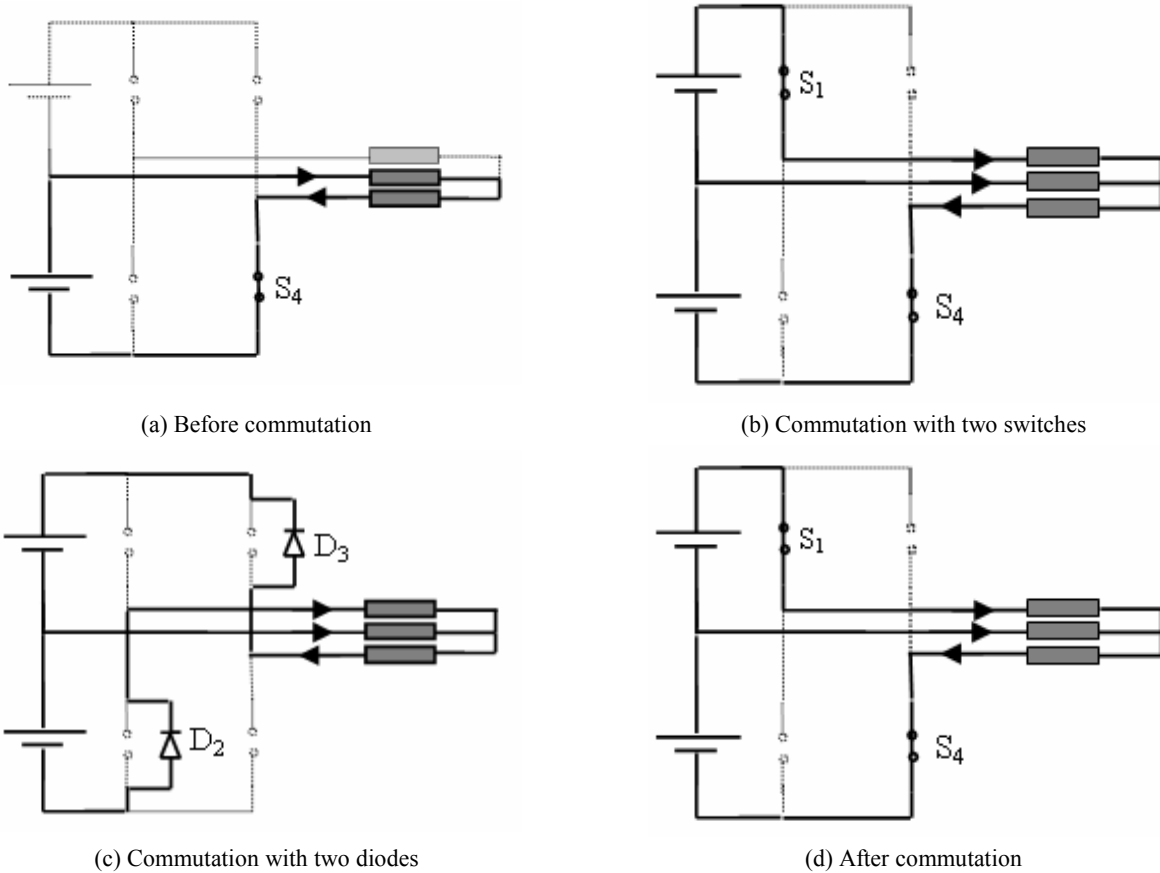 S₁
S₄
S₄
(a) Before commutation
(b) Commutation with two switches
D₃
D₂
S₁
S₄
(c) Commutation with two diodes
(d) After commutation